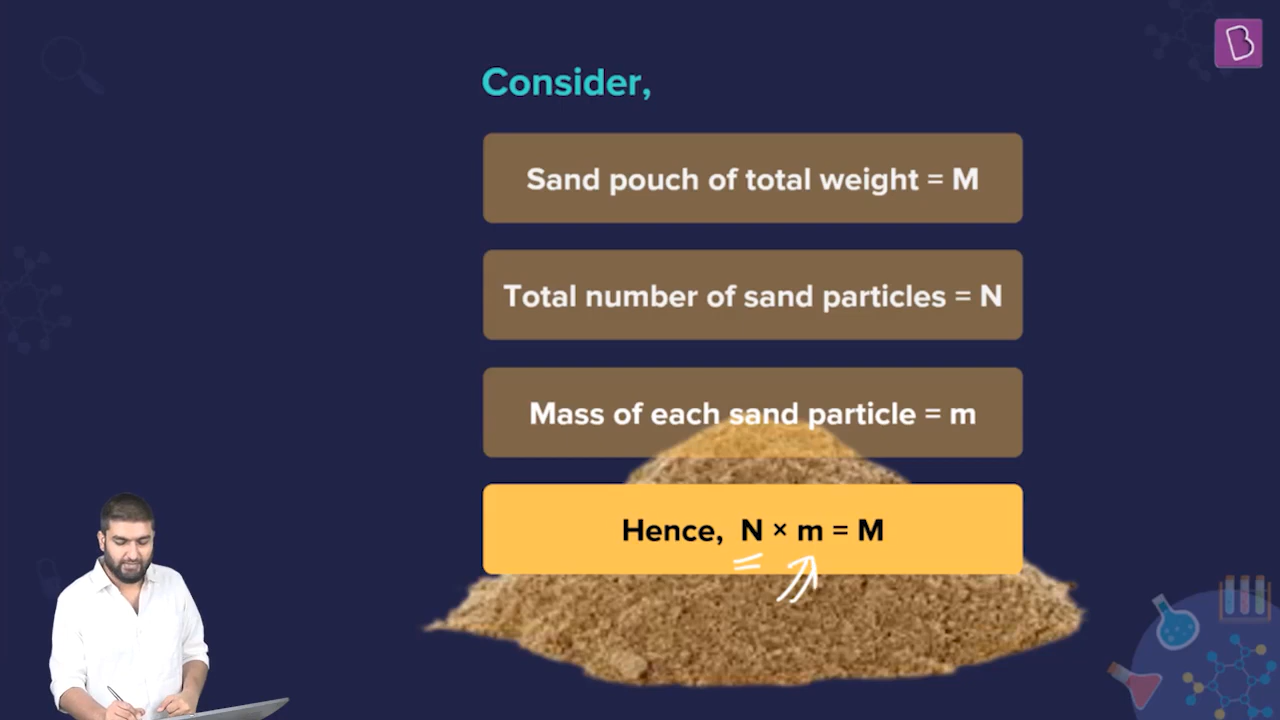 Consider,
Sand pouch of total weight = M
Total number of sand particles = N
Mass of each sand particle = m
Hence, N × m = M
B